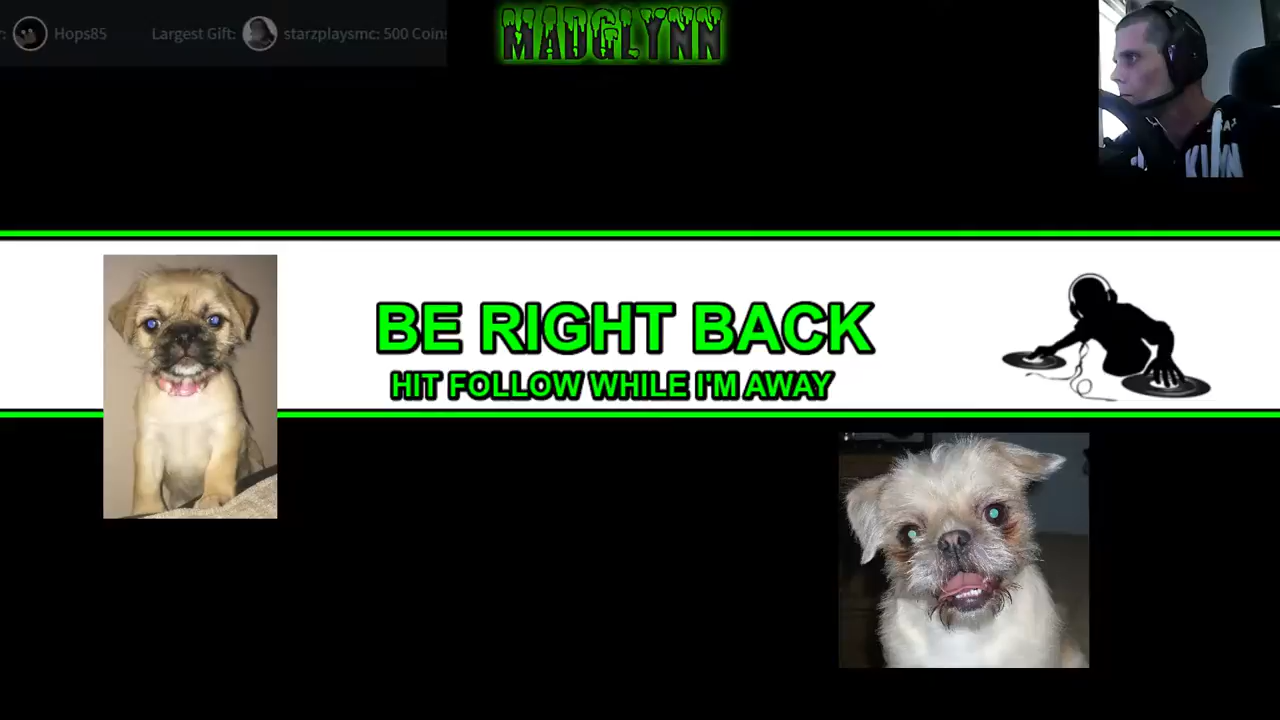 r: Hops85 Largest Gift: starzplaysmc: 500 Coins
MADGLYNN
BE RIGHT BACK
HIT FOLLOW WHILE I'M AWAY